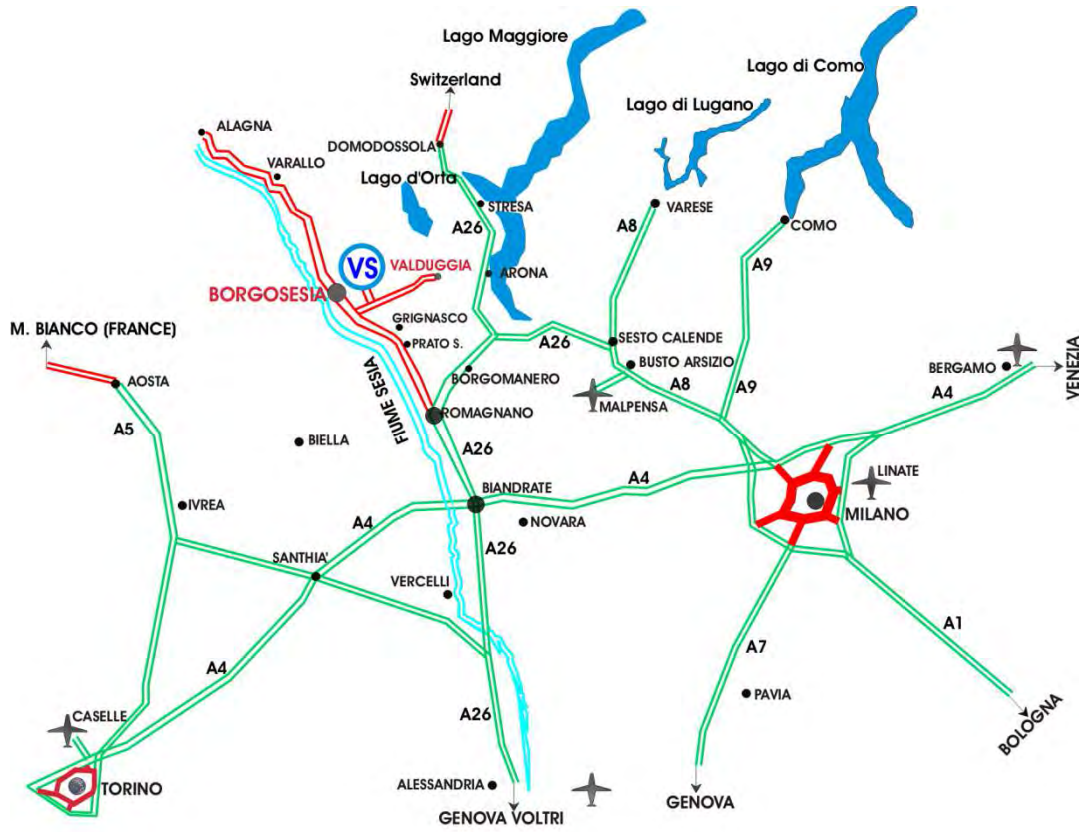 Lago Maggiore
Lago di Como
Switzerland
Lago di Lugano
ALAGNA
DOMODOSSOLA
VARALLO
Lago d'Orta
STRESA
VARESE
A26
A8
COMO
VS
VALDUGGIA
A9
ARONA
BORGOSESIA
GRIGNASCO
M. BIANCO (FRANCE)
PRATO S.
A26
SESTO CALENDE
BUSTO ARSIZIO
BERGAMO
VENEZIA
AOSTA
BORGOMANERO
A8
A9
A4
MALPENSA
FIUME SESIA
ROMAGNANO
A5
BIELLA
A26
LINATE
A4
BIANDRATE
IVREA
MILANO
A4
NOVARA
A26
SANTHIA'
VERCELLI
A1
A7
A4
PAVIA
A26
CASELLE
BOLOGNA
TORINO
ALESSANDRIA
GENOVA
GENOVA VOLTRI